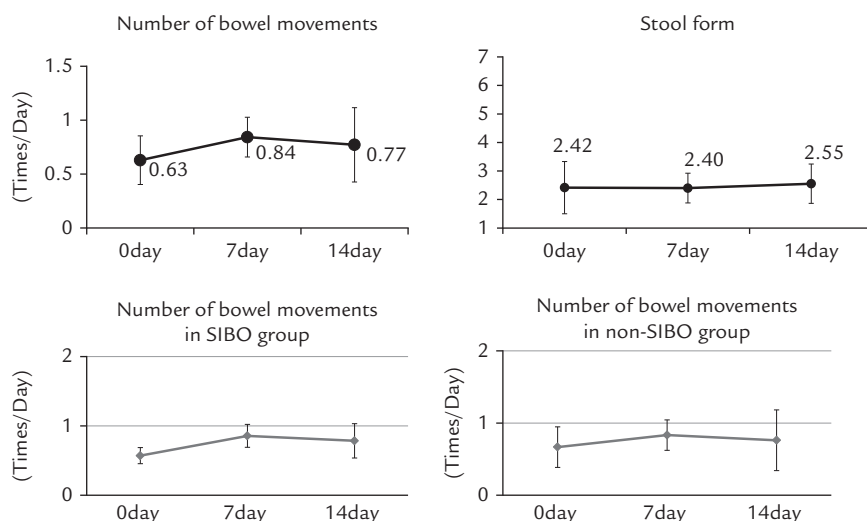 Number of bowel movements
(Times/Day)
1.5
1
0.5
0
0.63
0.84
0.77
0day 7day 14day
Stool form
7
6
5
4
3
2
1
2.42
2.40
2.55
0day 7day 14day
Number of bowel movements
in SIBO group
(Times/Day)
2
1
0
0day 7day 14day
Number of bowel movements
in non-SIBO group
(Times/Day)
2
1
0
0day 7day 14day